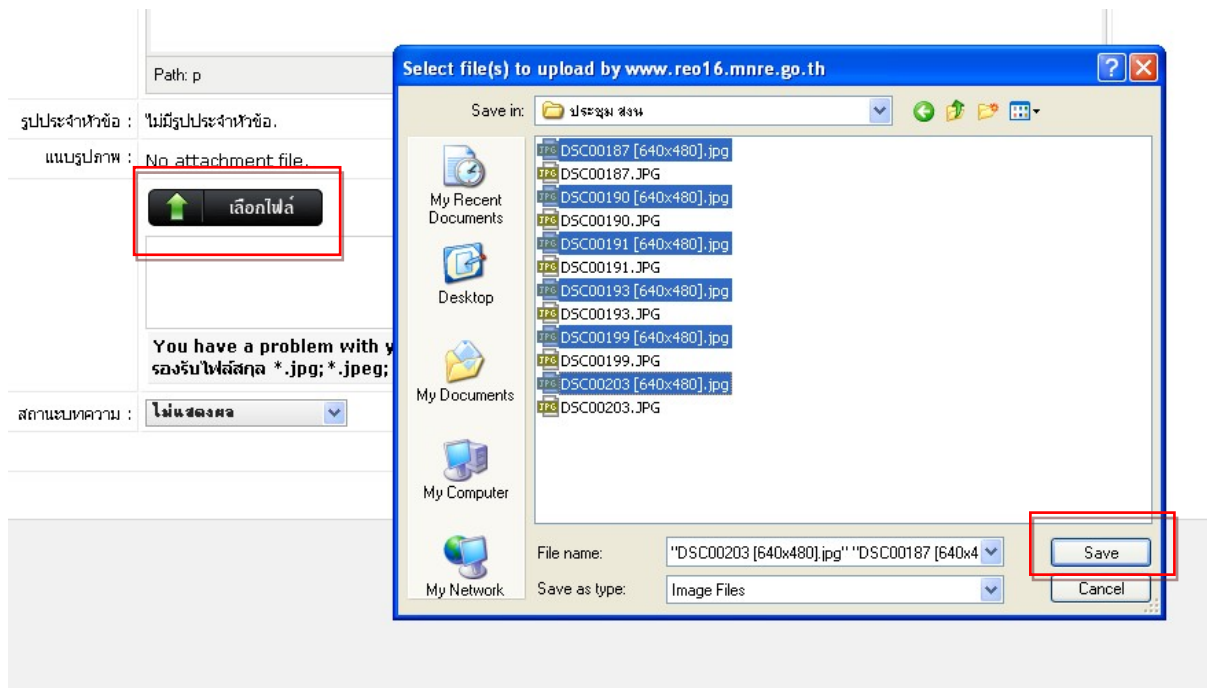 Path: p
รูปประจำหัวข้อ : ไม่มีรูปประจำหัวข้อ.
แนบรูปภาพ : No attachment file.
เลือกไฟล์
You have a problem with y
รองรับไฟล์สกุล *.jpg; *.jpeg;
สถานะบทความ : ไม่แสดงผล
Select file(s) to upload by www.reo16.mnre.go.th
Save in: ประชุม สงน
My Recent Documents
Desktop
My Documents
My Computer
My Network
DSC00187 [640x480].jpg
DSC00187.JPG
DSC00190 [640x480].jpg
DSC00190.JPG
DSC00191 [640x480].jpg
DSC00191.JPG
DSC00193 [640x480].jpg
DSC00193.JPG
DSC00199 [640x480].jpg
DSC00199.JPG
DSC00203 [640x480].jpg
DSC00203.JPG
File name: "DSC00203 [640x480].jpg" "DSC00187 [640x4
Save
Save as type: Image Files
Cancel